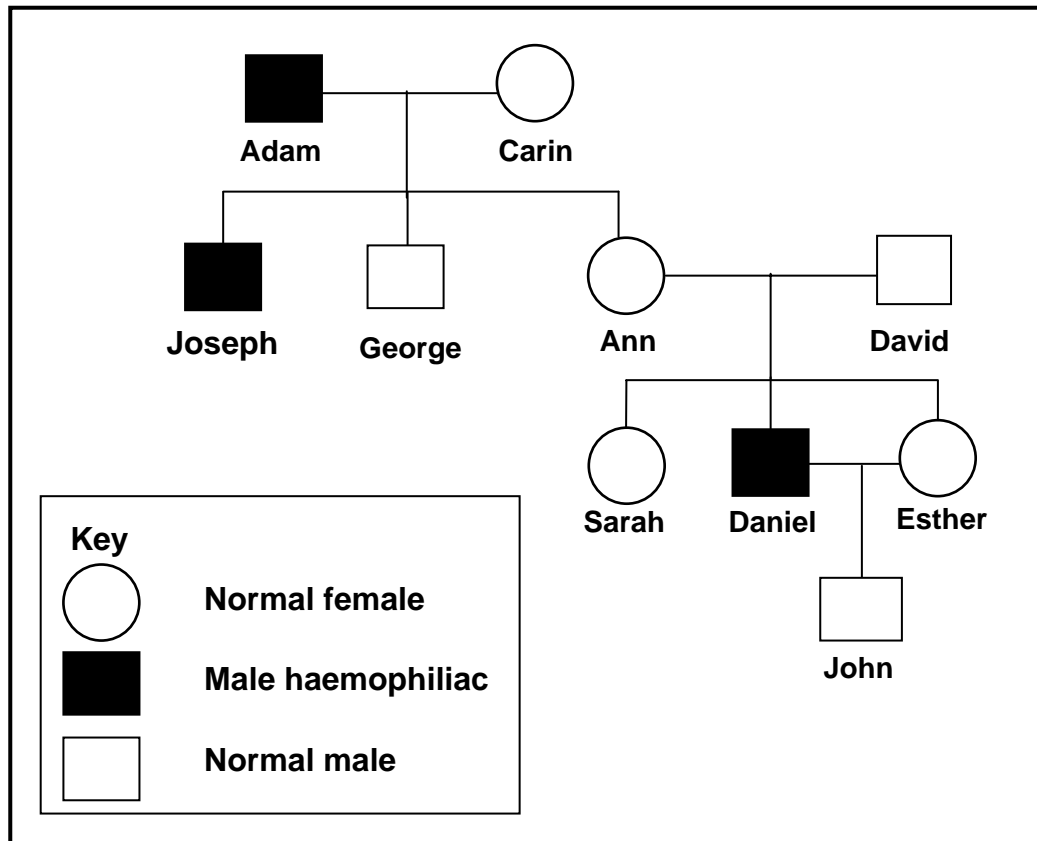 Adam
Carin
Joseph
George
Ann
David
Sarah
Daniel
Esther
John
Key
Normal female
Male haemophiliac
Normal male